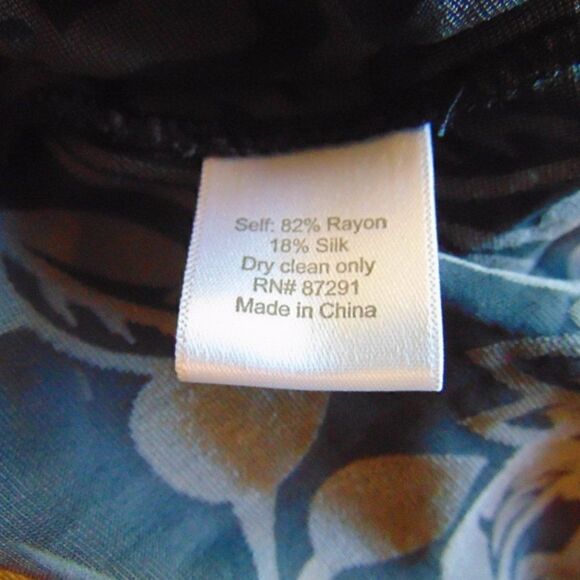 Self: 82% Rayon
18% Silk
Dry clean only
RN# 87291
Made in China